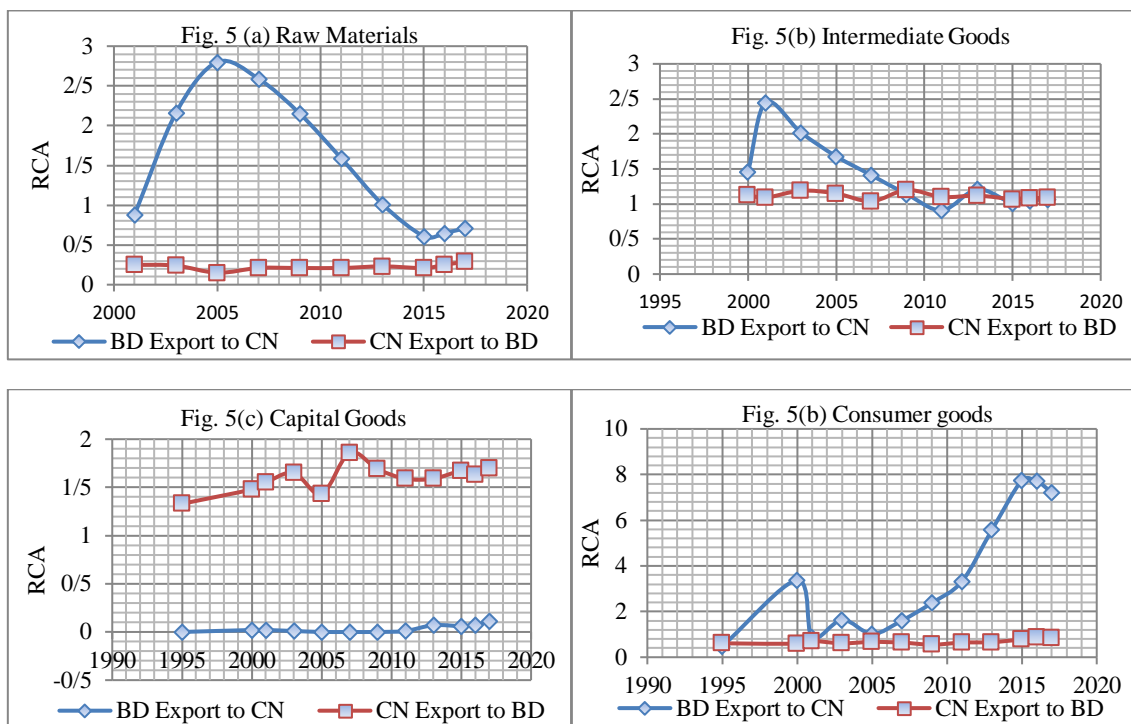 Fig. 5 (a) Raw Materials
3
2/5
2
1/5
1
0/5
0
RCA
2000 2005 2010 2015 2020
BD Export to CN CN Export to BD
Fig. 5(b) Intermediate Goods
3
2/5
2
1/5
1
0/5
0
RCA
1995 2000 2005 2010 2015 2020
BD Export to CN CN Export to BD
Fig. 5(c) Capital Goods
2
1/5
1
0/5
0
-0/5
RCA
1990 1995 2000 2005 2010 2015 2020
BD Export to CN CN Export to BD
Fig. 5(b) Consumer goods
10
8
6
4
2
0
RCA
1990 1995 2000 2005 2010 2015 2020
BD Export to CN CN Export to BD